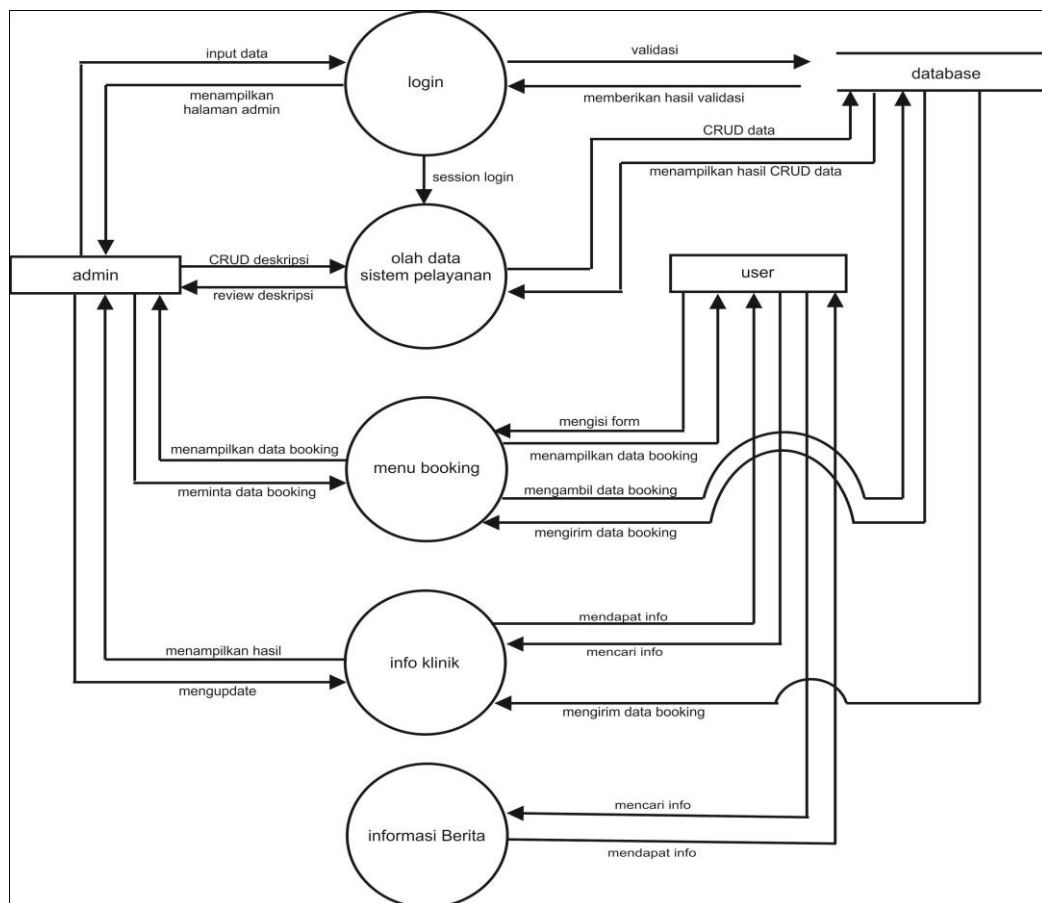 input data
validasi
login
database
menampilkan
halaman admin
memberikan hasil validasi
CRUD data
menampilkan hasil CRUD data
session login
olah data
sistem pelayanan
CRUD deskripsi
admin
user
review deskripsi
mengisi form
menampilkan data booking
menampilkan data booking
menu booking
meminta data booking
mengambil data booking
mengirim data booking
mendapat info
menampilkan hasil
info klinik
mencari info
mengupdate
mengirim data booking
mencari info
informasi Berita
mendapat info